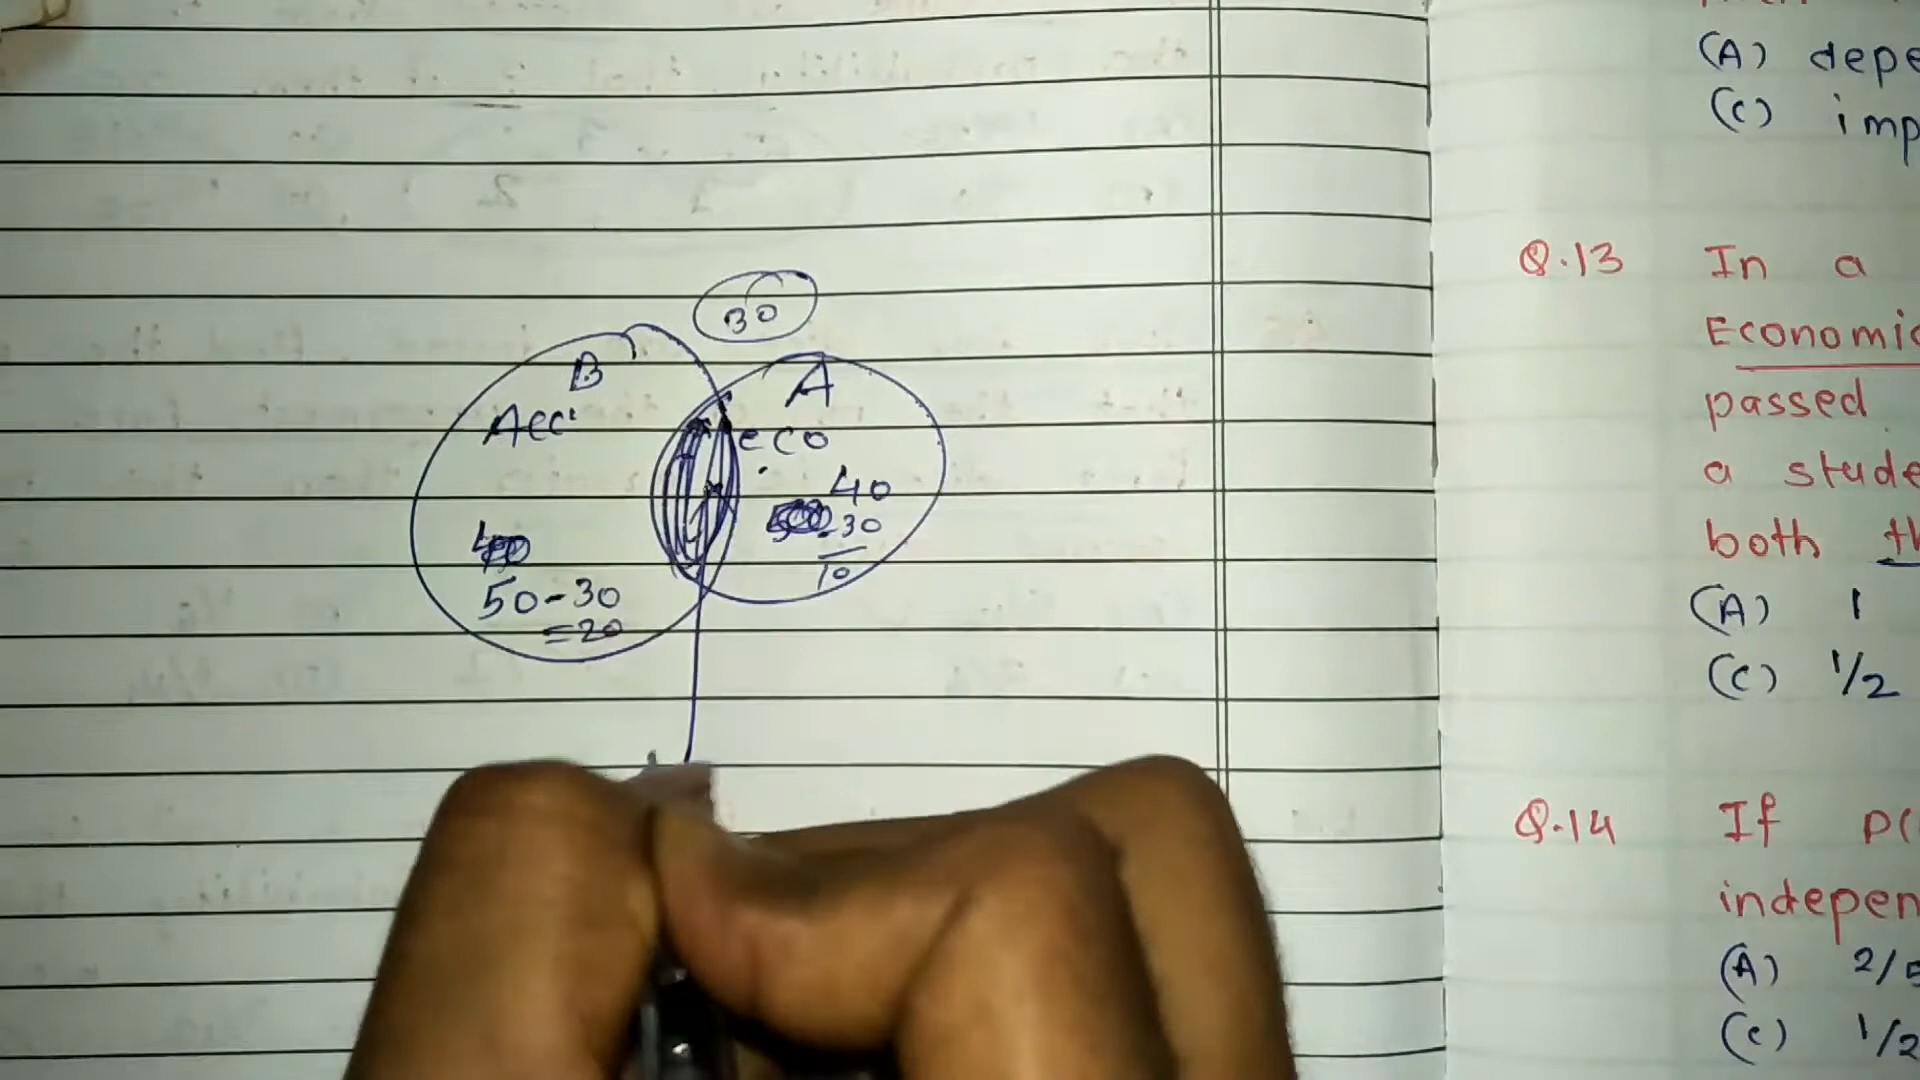 30
B
Acc'
A
eco
40
-30
10
50-30
=20
(A) depe
(C) imp
Q.13 In a
Economic
passed
a stude
both th
(A) 1
(C) 1/2
Q.14 If P(
indepen
(A) 2/5
(C) 1/2